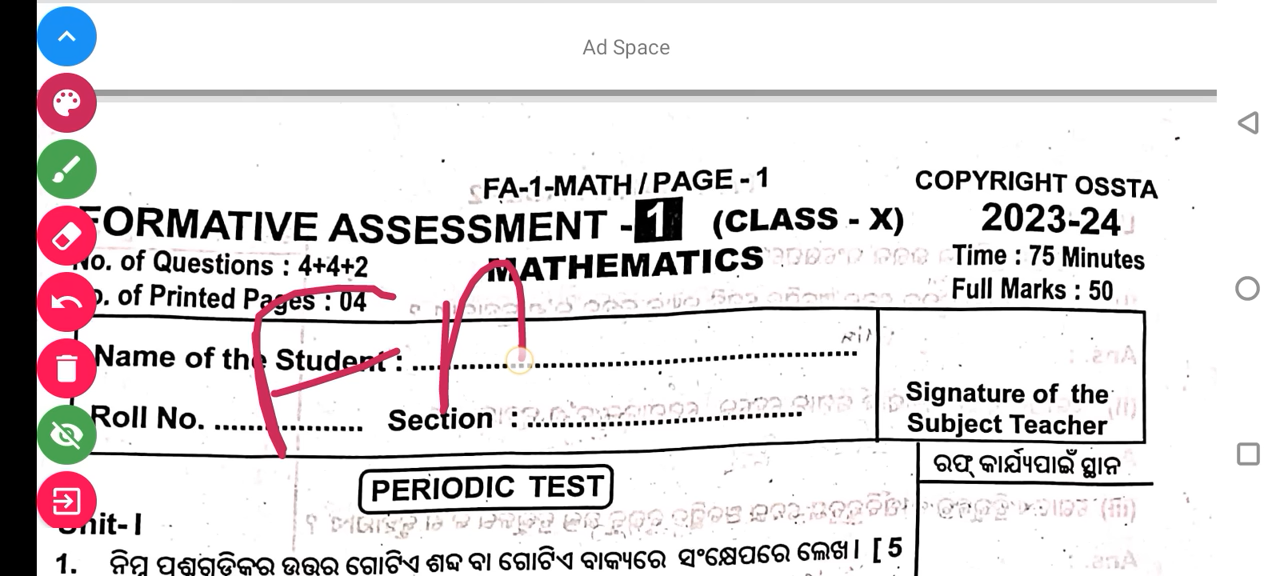 Ad Space
FA-1-MATH / PAGE - 1
COPYRIGHT OSSTA
FORMATIVE ASSESSMENT - 1 (CLASS - X)
2023-24
No. of Questions : 4+4+2
MATHEMATICS
Time : 75 Minutes
No. of Printed Pages : 04
Full Marks : 50
Name of the Student : ..........................................
Roll No. ..................... Section : ..........................................
Signature of the
Subject Teacher
PERIODIC TEST
ରଫ୍ କାର୍ଯ୍ୟପାଇଁ ସ୍ଥାନ
Unit- I
1. ନିମ୍ନ ପ୍ରଶ୍ନଗୁଡ଼ିକର ଉତ୍ତର ଗୋଟିଏ ଶବ୍ଦ ବା ଗୋଟିଏ ବାକ୍ୟରେ ସଂକ୍ଷେପରେ ଲେଖ। [ 5